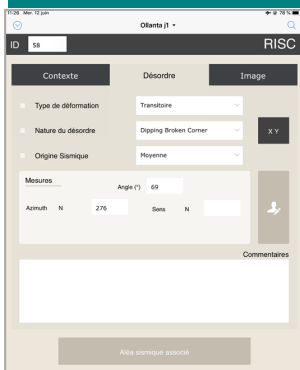 11:26 Mer. 12 juin 78 %
Ollanta j1
ID 58 RISC
Contexte Désordre Image
Type de déformation Transitoire
Nature du désordre Dipping Broken Corner X Y
Origine Sismique Moyenne
Mesures
Angle (°) 69
Azimuth N 276 Sens N
Commentaires
Aléa sismique associé